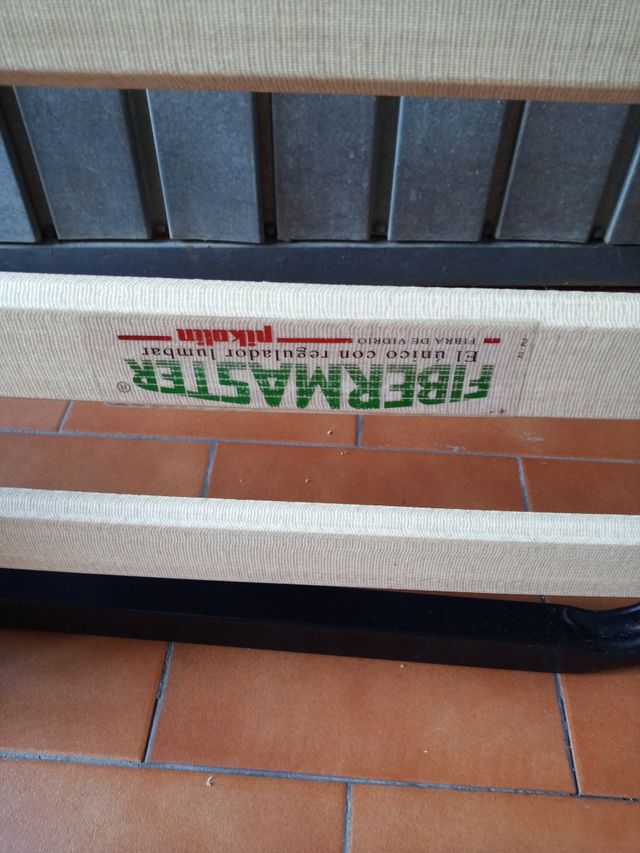 FIBERMASTER®
El único con regulador lumbar
FIBRA DE VIDRIO pikolin